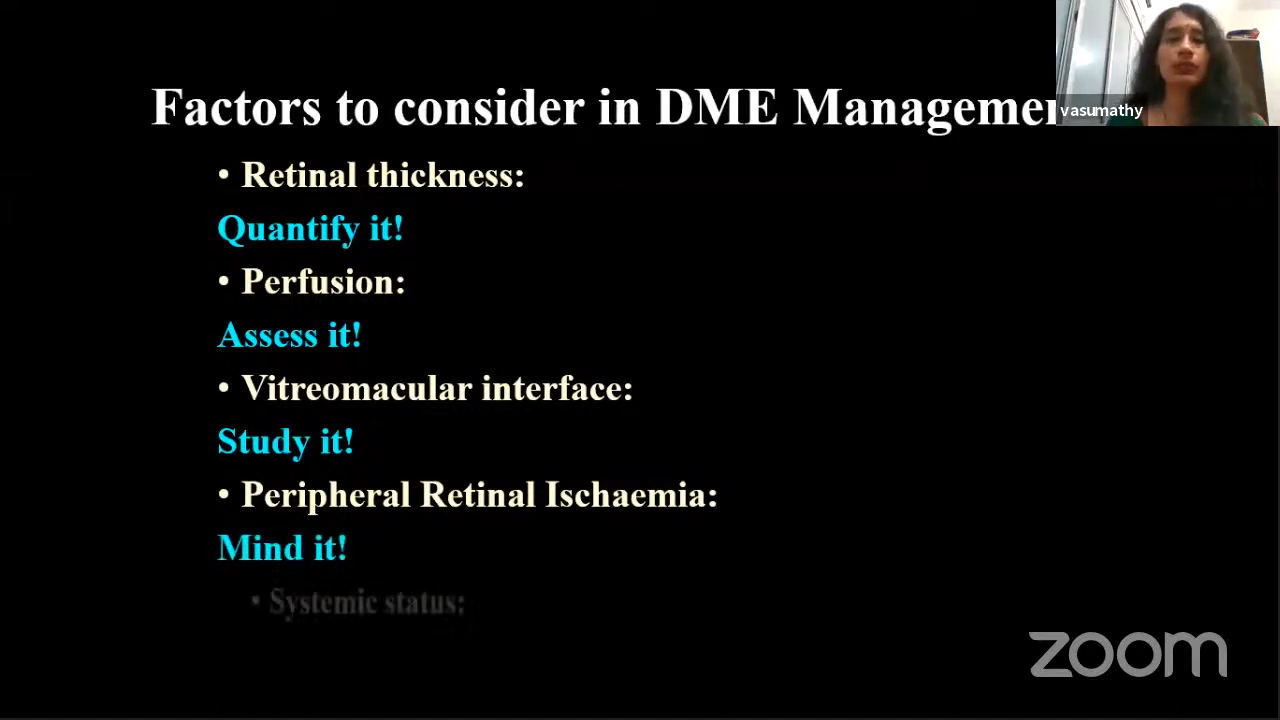 Factors to consider in DME Managemen
vasumathy
• Retinal thickness:
Quantify it!
• Perfusion:
Assess it!
• Vitreomacular interface:
Study it!
• Peripheral Retinal Ischaemia:
Mind it!
• Systemic status:
zoom